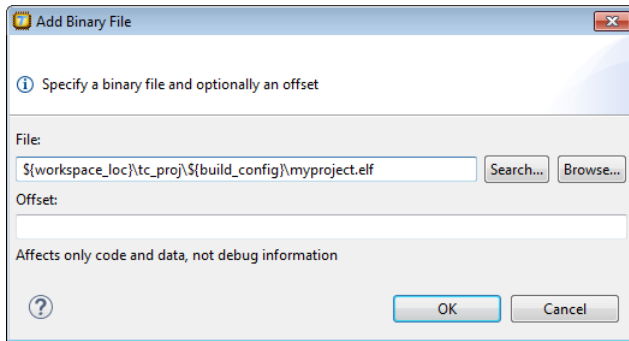 Add Binary File
Specify a binary file and optionally an offset
File:
${workspace_loc}\tc_proj\${build_config}\myproject.elf
Search... Browse...
Offset:
Affects only code and data, not debug information
OK Cancel